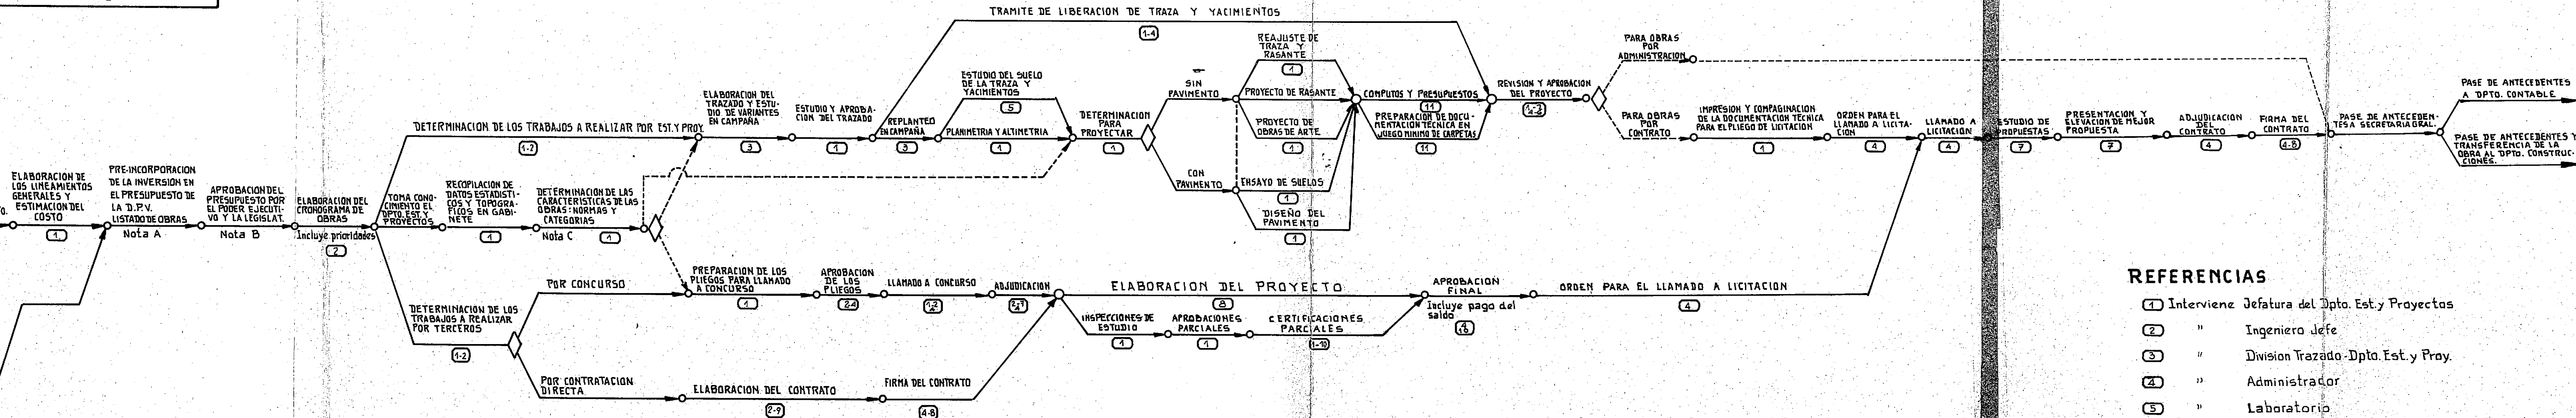 TRAMITE DE LIBERACION DE TRAZA Y YACIMIENTOS
1-4
REAJUSTE DE
TRAZA Y
RASANTE
1
PARA OBRAS
POR
ADMINISTRACION
ESTUDIO DEL SUELO
DE LA TRAZA Y
YACIMIENTOS
5
SIN
PAVIMENTO
PROYECTO DE RASANTE
COMPUTOS Y PRESUPUESTOS
11
REVISION Y APROBACION
DEL PROYECTO
1-2
PASE DE ANTECEDENTES
A DPTO. CONTABLE
ELABORACION DEL
TRAZADO Y ESTU-
DIO DE VARIANTES
EN CAMPAÑA
3
ESTUDIO Y APROBA-
CION DEL TRAZADO
1
REPLANTEO
EN CAMPAÑA
3
PLANIMETRIA Y ALTIMETRIA
1
DETERMINACION
PARA
PROYECTAR
1
PROYECTO DE
OBRAS DE ARTE
1
PREPARACION DE DOCU-
MENTACION TECNICA EN
JUEGO MINIMO DE CARPETAS
11
PARA OBRAS
POR
CONTRATO
IMPRESION Y COMPAGINACION
DE LA DOCUMENTACION TECNICA
PARA EL PLIEGO DE LICITACION
1
ORDEN PARA EL
LLAMADO A LICITA-
CION
4
LLAMADO A
LICITACION
4
ESTUDIO DE
PROPUESTAS
7
PRESENTACION Y
ELEVACION DE MEJOR
PROPUESTA
7
ADJUDICACION
DEL
CONTRATO
4
FIRMA DEL
CONTRATO
4-8
PASE DE ANTECEDEN-
TES A SECRETARIA GRAL.
PASE DE ANTECEDENTES Y
TRANSFERENCIA DE LA
OBRA AL DPTO. CONSTRUC-
CIONES.
DETERMINACION DE LOS TRABAJOS A REALIZAR POR EST. Y PROY.
1-2
CON
PAVIMENTO
ENSAYO DE SUELOS
1
DISEÑO DEL
PAVIMENTO
1
TO.
ELABORACION DE
LOS LINEAMIENTOS
GENERALES Y
ESTIMACION DEL
COSTO
1
PRE-INCORPORACION
DE LA INVERSION EN
EL PRESUPUESTO DE
LA D.P.V.
LISTADO DE OBRAS
Nota A
APROBACION DEL
PRESUPUESTO POR
EL PODER EJECUTI-
VO Y LA LEGISLAT.
Nota B
ELABORACION DEL
CRONOGRAMA DE
OBRAS
Incluye prioridades
2
TOMA CONO-
CIMIENTO EL
DPTO. EST. Y
PROYECTOS
RECOPILACION DE
DATOS ESTADISTI-
COS Y TOPOGRA-
FICOS EN GABI-
NETE
1
DETERMINACION DE LAS
CARACTERISTICAS DE LAS
OBRAS: NORMAS Y
CATEGORIAS
Nota C
1
POR CONCURSO
PREPARACION DE LOS
PLIEGOS PARA LLAMADO
A CONCURSO
1
APROBACION
DE LOS
PLIEGOS
LLAMADO A CONCURSO
1-2
ADJUDICACION
ELABORACION DEL PROYECTO
8
APROBACION
FINAL
Incluye pago del
saldo
ORDEN PARA EL LLAMADO A LICITACION
4
DETERMINACION DE LOS
TRABAJOS A REALIZAR
POR TERCEROS
1-2
INSPECCIONES DE
ESTUDIO
1
APROBACIONES
PARCIALES
1
CERTIFICACIONES
PARCIALES
1-10
POR CONTRATACION
DIRECTA
ELABORACION DEL CONTRATO
2-9
FIRMA DEL CONTRATO
4-8
REFERENCIAS
1 Interviene Jefatura del Dpto. Est. y Proyectos
2 " Ingeniero Jefe
3 " Division Trazado-Dpto. Est. y Proy.
4 " Administrador
5 " Laboratorio